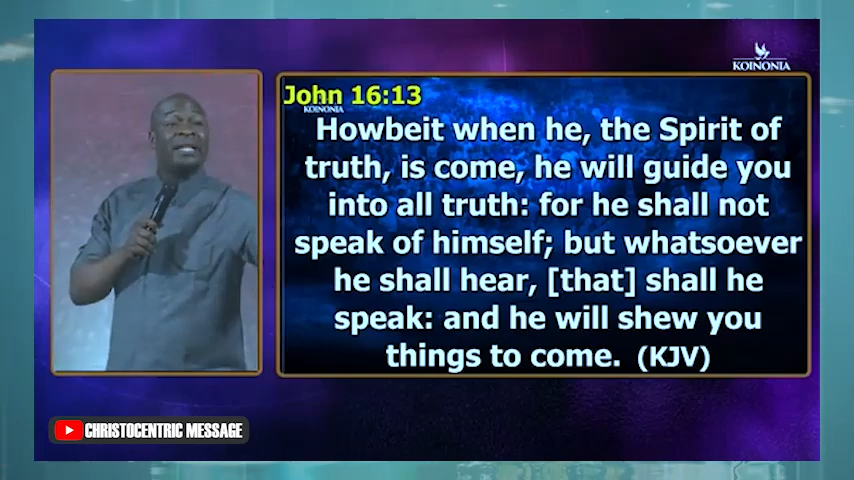 KOINONIA
John 16:13
KOINONIA
Howbeit when he, the Spirit of
truth, is come, he will guide you
into all truth: for he shall not
speak of himself; but whatsoever
he shall hear, [that] shall he
speak: and he will shew you
things to come. (KJV)
CHRISTOCENTRIC MESSAGE